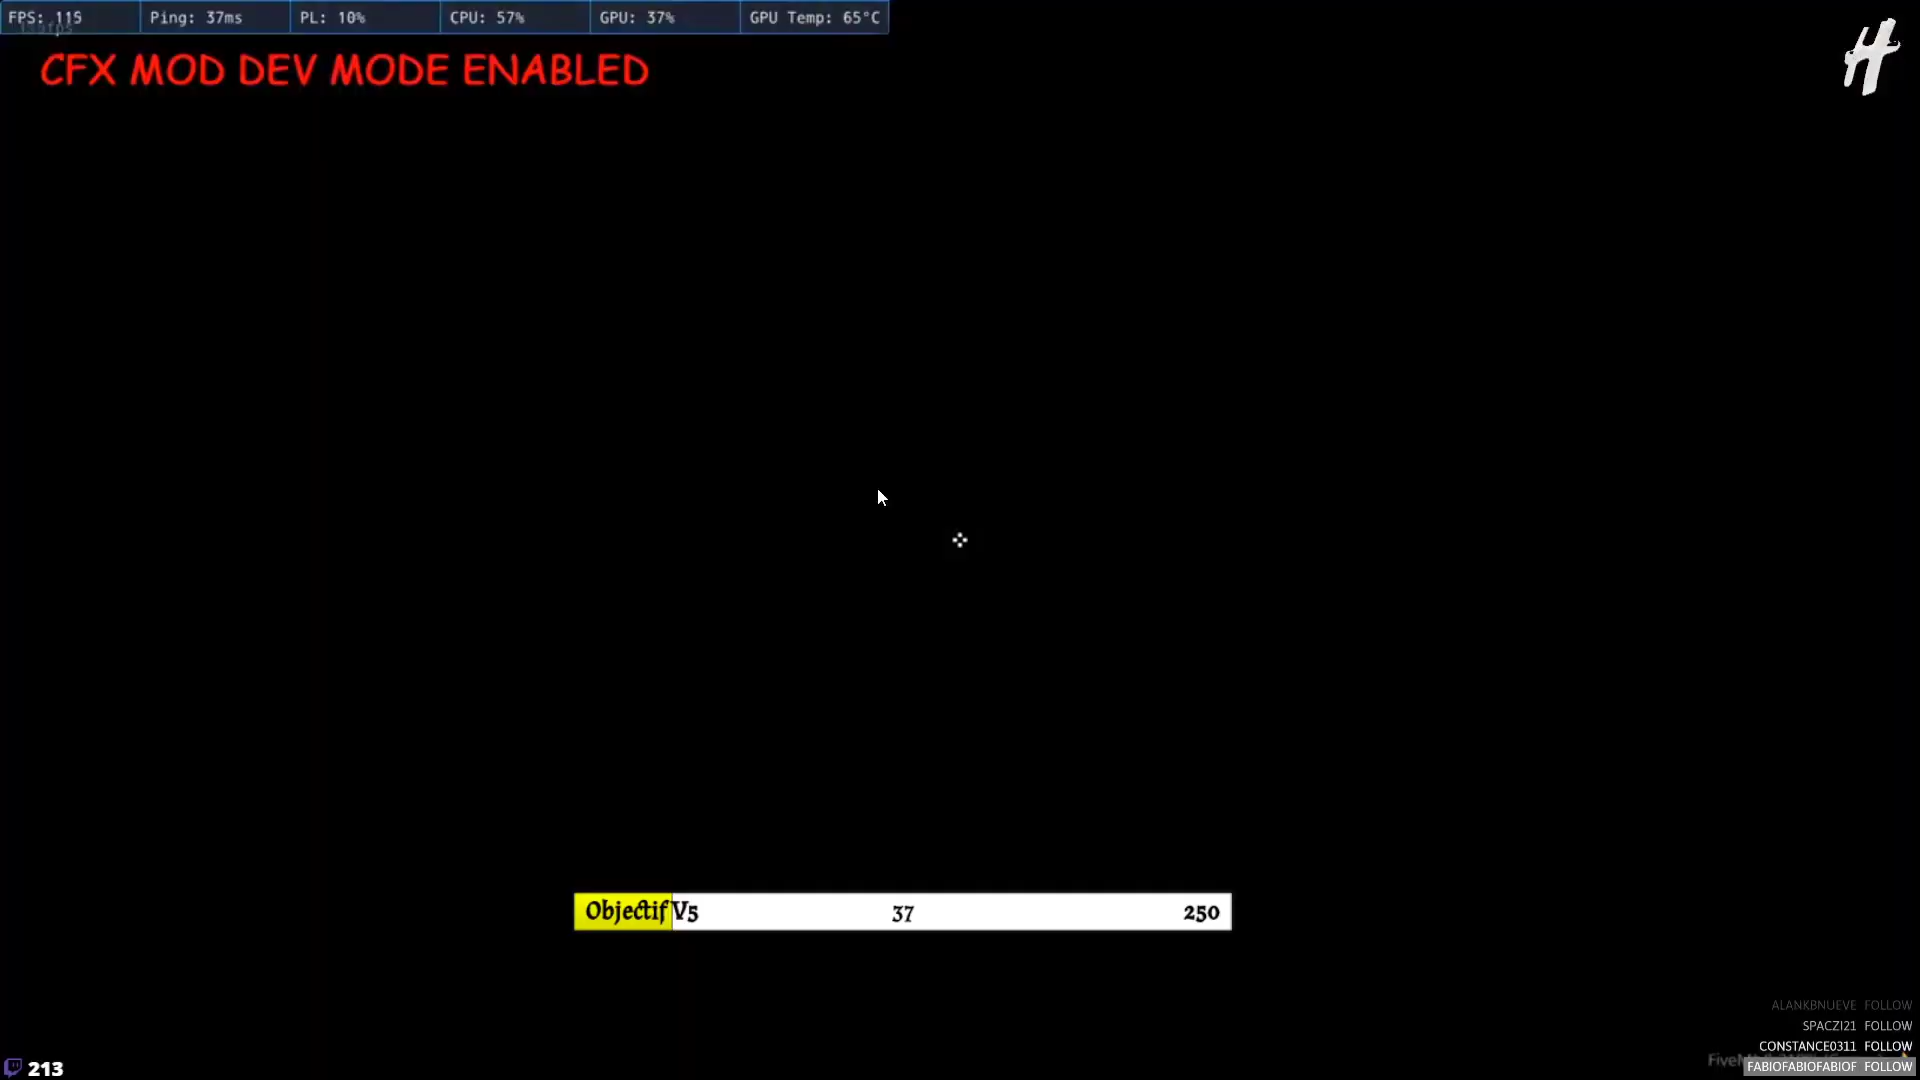 FPS: 115 Ping: 37ms PL: 10% CPU: 57% GPU: 37% GPU Temp: 65°C
CFX MOD DEV MODE ENABLED
H
Objectif V5 37 250
ALANKBNUEVE FOLLOW
SPACZI21 FOLLOW
CONSTANCE0311 FOLLOW
FABIOFABIOFABIOF FOLLOW
213